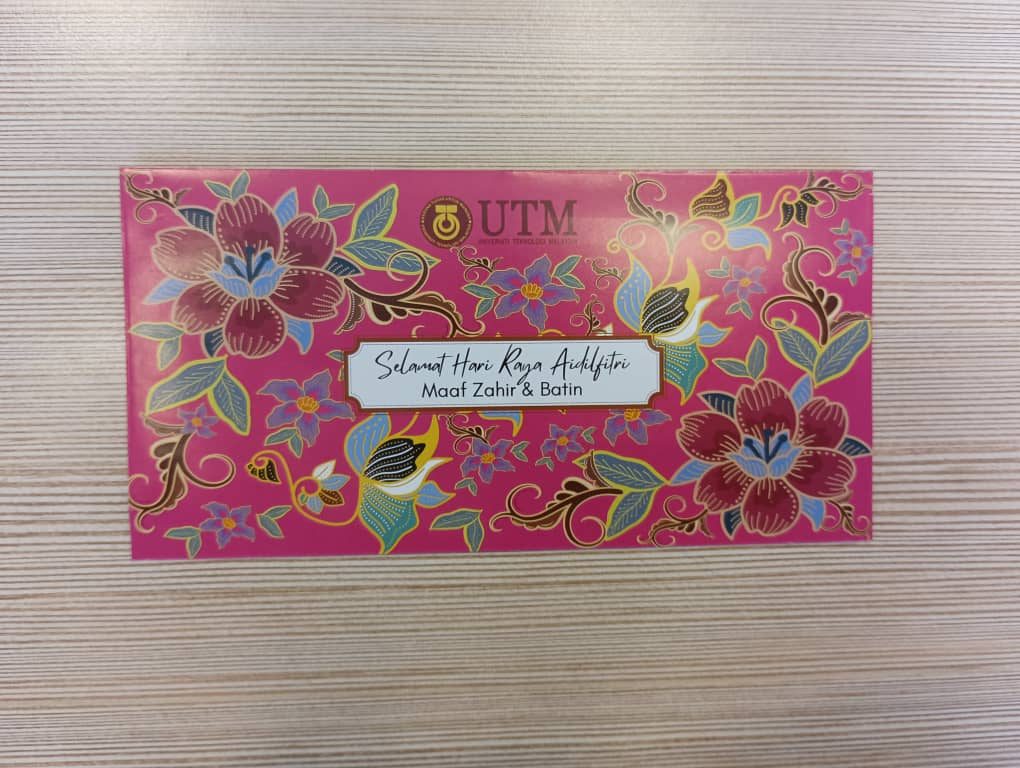 UTM
UNIVERSITI TEKNOLOGI MALAYSIA
Selamat Hari Raya Aidilfitri
Maaf Zahir & Batin